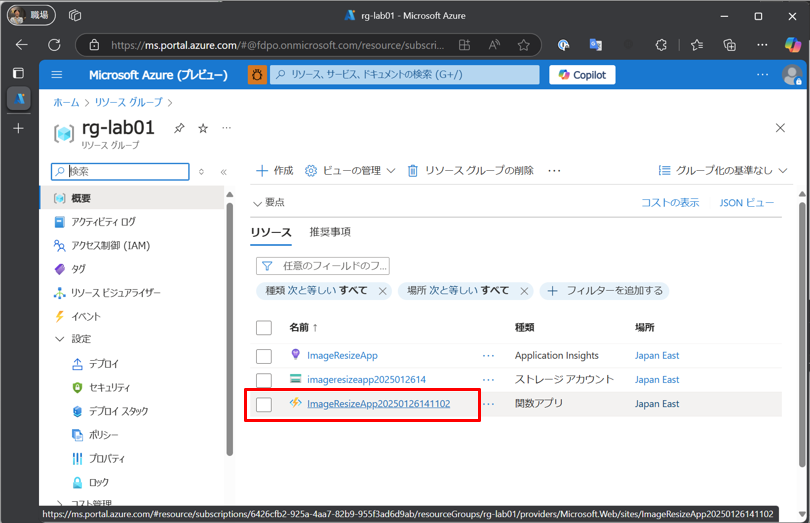 職場
rg-lab01 - Microsoft Azure
https://ms.portal.azure.com/#@fdpo.onmicrosoft.com/resource/subscri...
Microsoft Azure (プレビュー)
リソース、サービス、ドキュメントの検索 (G+/)
Copilot
ホーム > リソース グループ >
rg-lab01
リソース グループ
検索
概要
アクティビティ ログ
アクセス制御 (IAM)
タグ
リソース ビジュアライザー
イベント
設定
デプロイ
セキュリティ
デプロイ スタック
ポリシー
プロパティ
ロック
コスト管理
作成
ビューの管理
リソース グループの削除
グループ化の基準なし
要点
コストの表示
JSON ビュー
リソース
推奨事項
任意のフィールドのフ...
種類 次と等しい すべて
場所 次と等しい すべて
フィルターを追加する
名前 ↑ 種類 場所
ImageResizeApp ... Application Insights Japan East
imageresizeapp2025012614 ... ストレージ アカウント Japan East
ImageResizeApp20250126141102 ... 関数アプリ Japan East
https://ms.portal.azure.com/#resource/subscriptions/6426cfb2-925a-4aa7-82b9-955f3ad6d9ab/resourceGroups/rg-lab01/providers/Microsoft.Web/sites/ImageResizeApp20250126141102